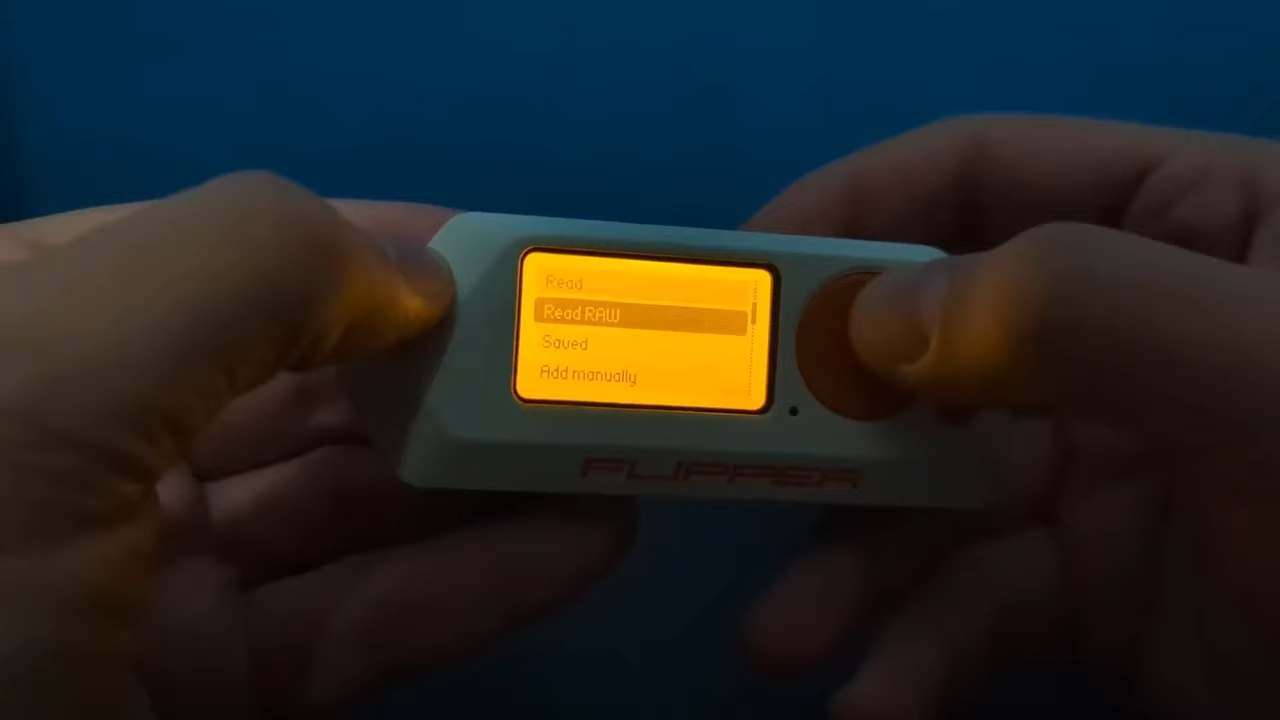 Read
Read RAW
Saved
Add manually
FLIPPER